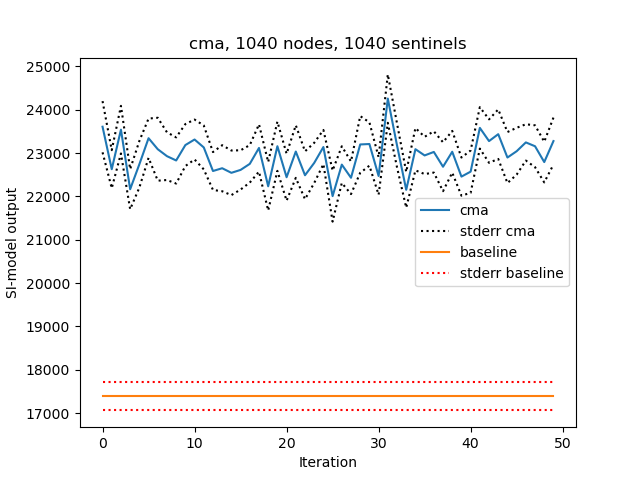 cma, 1040 nodes, 1040 sentinels
25000
24000
23000
22000
21000
20000
19000
18000
17000
SI-model output
cma
stderr cma
baseline
stderr baseline
0
10
20
30
40
50
Iteration